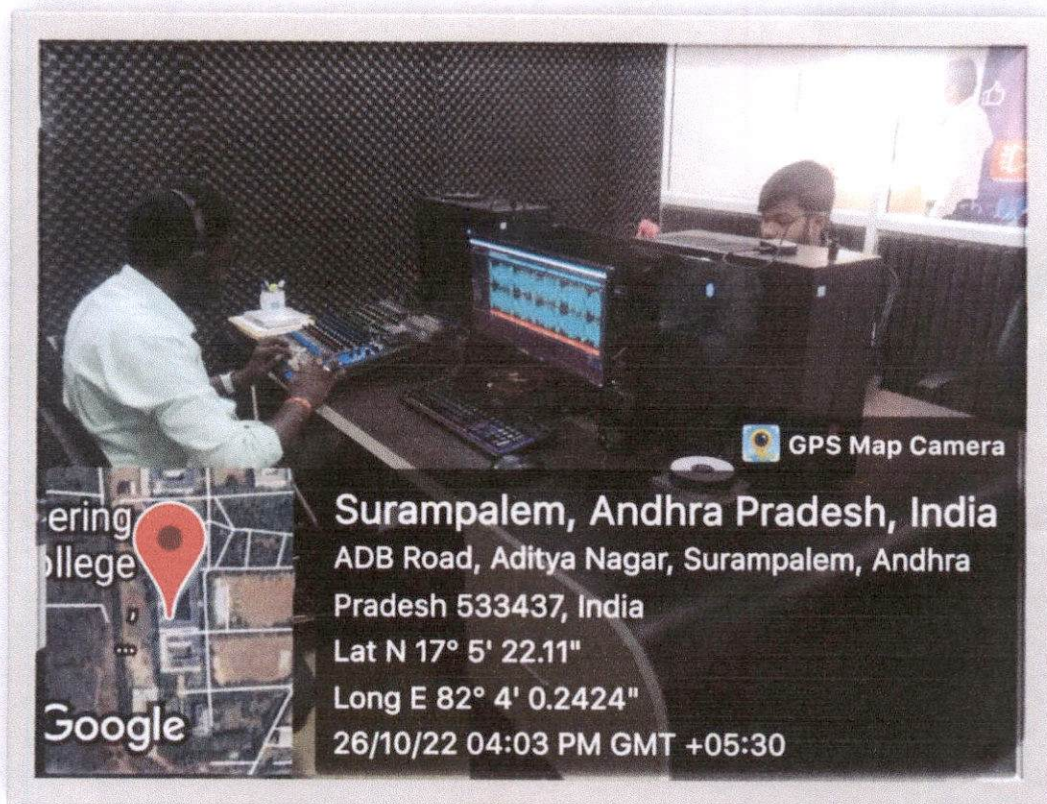 GPS Map Camera
Surampalem, Andhra Pradesh, India
ADB Road, Aditya Nagar, Surampalem, Andhra
Pradesh 533437, India
Lat N 17° 5' 22.11"
Long E 82° 4' 0.2424"
26/10/22 04:03 PM GMT +05:30
ering
ollege
,
...
Google